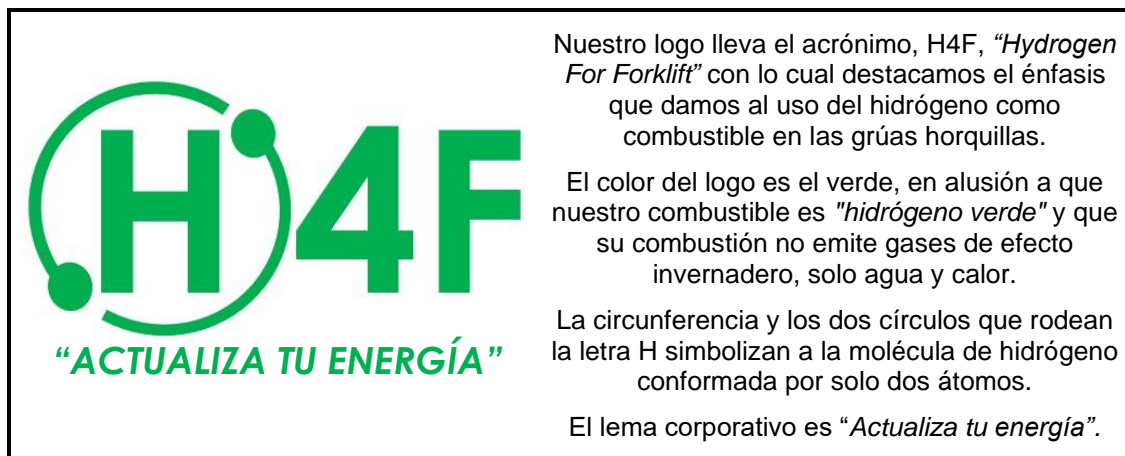 H4F
“ACTUALIZA TU ENERGÍA”
Nuestro logo lleva el acrónimo, H4F, “Hydrogen
For Forklift” con lo cual destacamos el énfasis
que damos al uso del hidrógeno como
combustible en las grúas horquillas.
El color del logo es el verde, en alusión a que
nuestro combustible es "hidrógeno verde" y que
su combustión no emite gases de efecto
invernadero, solo agua y calor.
La circunferencia y los dos círculos que rodean
la letra H simbolizan a la molécula de hidrógeno
conformada por solo dos átomos.
El lema corporativo es “Actualiza tu energía”.